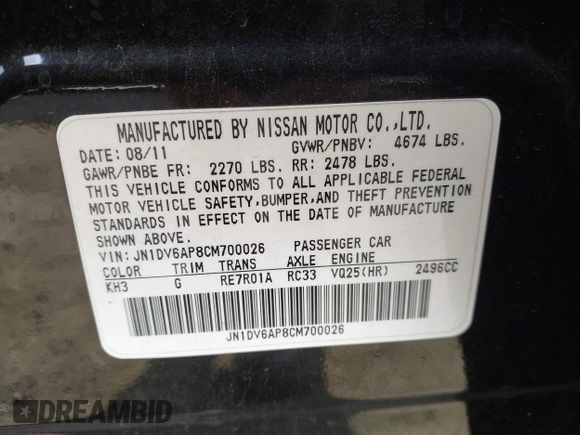 MANUFACTURED BY NISSAN MOTOR CO.,LTD.
DATE: 08/11 GVWR/PNBV: 4674 LBS.
GAWR/PNBE FR: 2270 LBS. RR: 2478 LBS.
THIS VEHICLE CONFORMS TO ALL APPLICABLE FEDERAL
MOTOR VEHICLE SAFETY,BUMPER,AND THEFT PREVENTION
STANDARDS IN EFFECT ON THE DATE OF MANUFACTURE
SHOWN ABOVE.
VIN: JN1DV6AP8CM700026 PASSENGER CAR
COLOR TRIM TRANS AXLE ENGINE
KH3 G RE7R01A RC33 VQ25(HR) 2496CC
JN1DV6AP8CM700026
DREAMBID